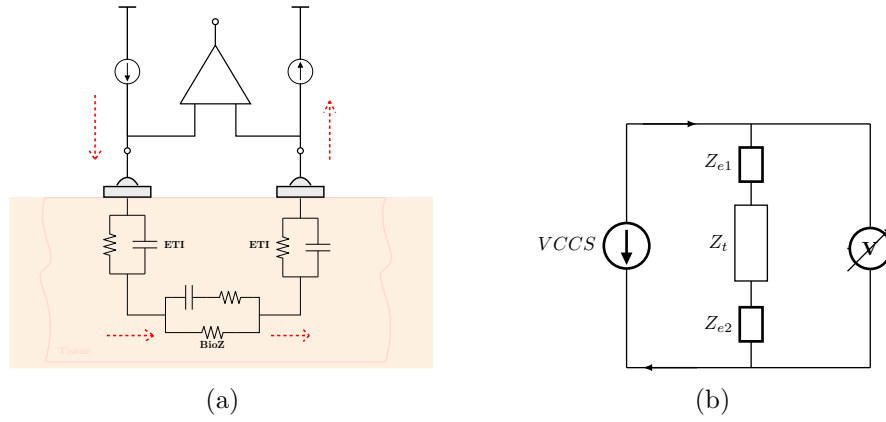 ETI
ETI
BioZ
Tissue
(a)
Z_{e1}
VCCS
Z_t
V
Z_{e2}
(b)